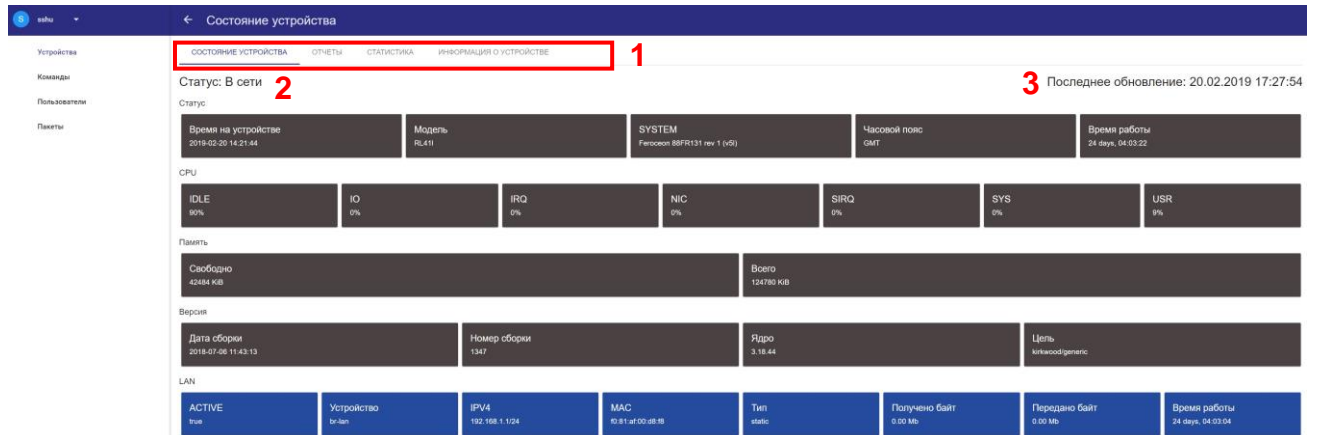 S sshu ← Состояние устройства
Устройства
Команды
Пользователи
Пакеты
СОСТОЯНИЕ УСТРОЙСТВА ОТЧЕТЫ СТАТИСТИКА ИНФОРМАЦИЯ О УСТРОЙСТВЕ 1
Статус: В сети 2 3 Последнее обновление: 20.02.2019 17:27:54
Статус
Время на устройстве Модель SYSTEM Часовой пояс Время работы
2019-02-20 14:21:44 RL41l Feroceon 88FR131 rev 1 (v5l) GMT 24 days, 04:03:22
CPU
IDLE IO IRQ NIC SIRQ SYS USR
90% 0% 0% 0% 0% 0% 9%
Память
Свободно Всего
42484 KiB 124780 KiB
Версия
Дата сборки Номер сборки Ядро Цель
2018-07-06 11:43:13 1347 3.18.44 kirkwood/generic
LAN
ACTIVE Устройство IPV4 MAC Тип Получено байт Передано байт Время работы
true br-lan 192.168.1.1/24 f0:81:af:00:d8:f8 static 0.00 Mb 0.00 Mb 24 days, 04:03:04